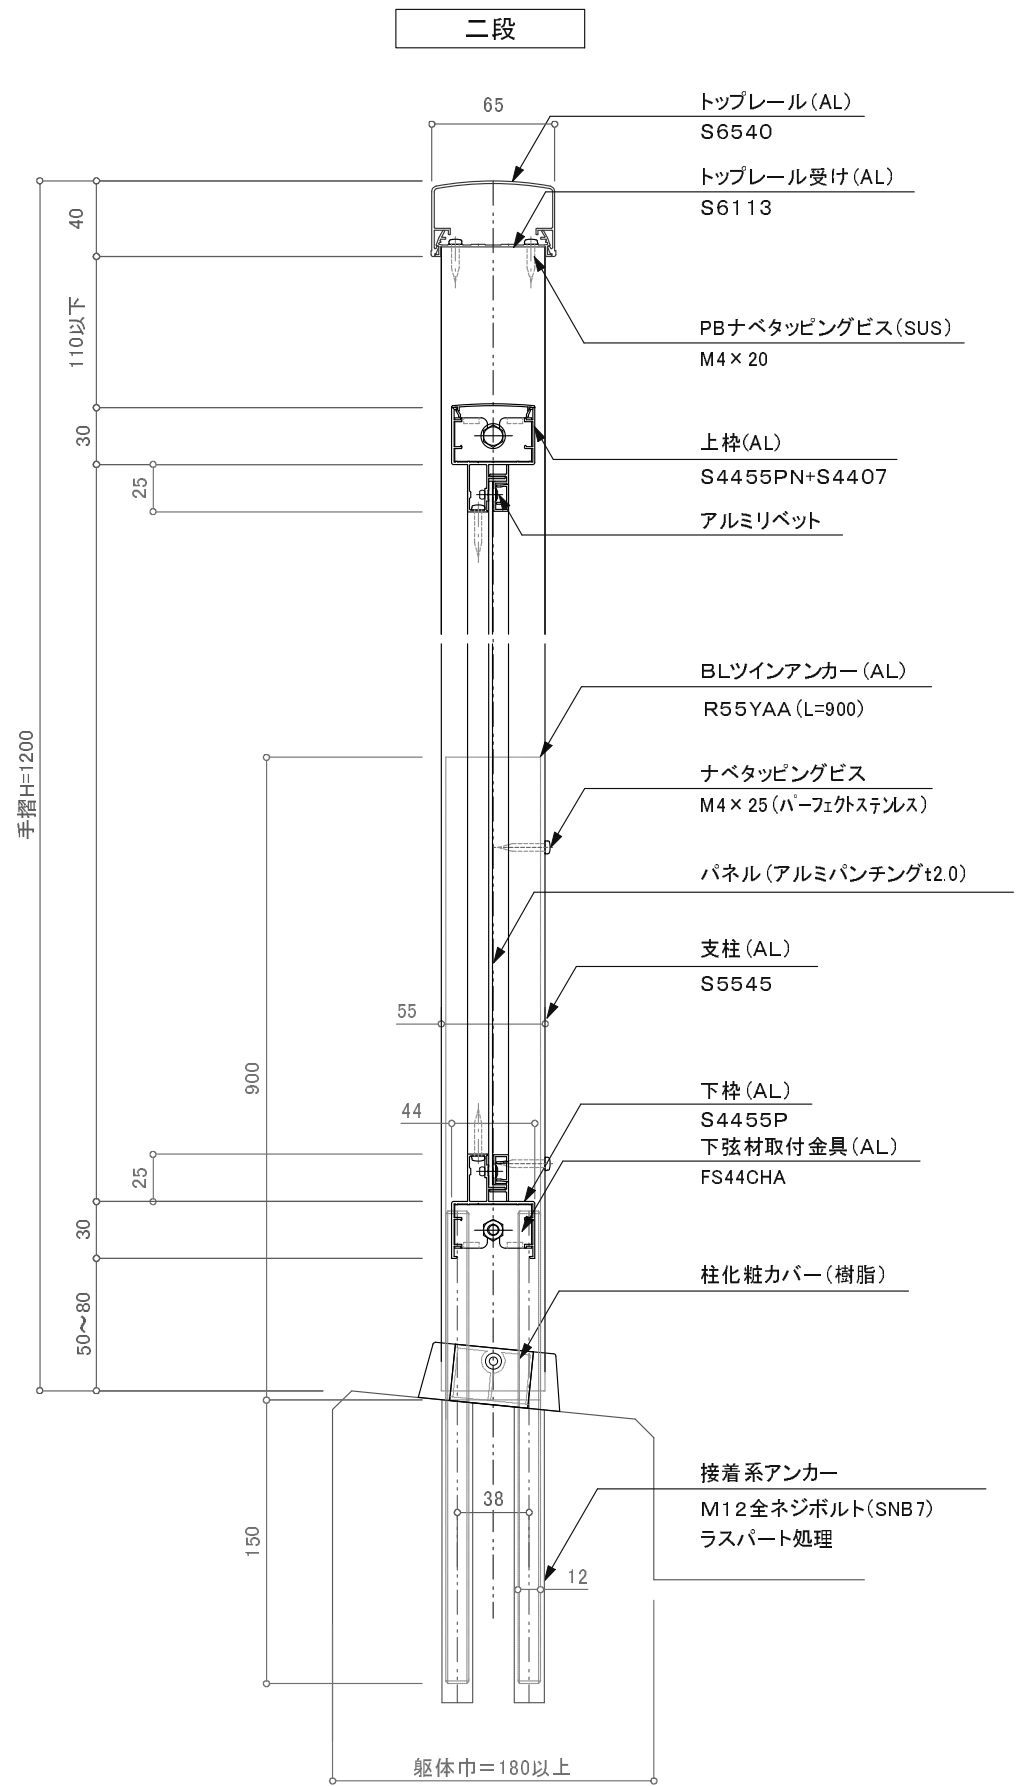 二段
65
トップレール(AL)
S6540
トップレール受け(AL)
S6113
40
110以下
PBナベタッピングビス(SUS)
M4×20
30
上枠(AL)
S4455PN+S4407
25
アルミリベット
BLツインアンカー(AL)
R55YAA(L=900)
手摺H=1200
ナベタッピングビス
M4×25(パーフェクトステンレス)
パネル(アルミパンチングt2.0)
支柱(AL)
S5545
55
900
下枠(AL)
44
S4455P
下弦材取付金具(AL)
FS44CHA
25
30
柱化粧カバー(樹脂)
50～80
接着系アンカー
38
M12全ネジボルト(SNB7)
ラスパート処理
150
12
躯体巾=180以上